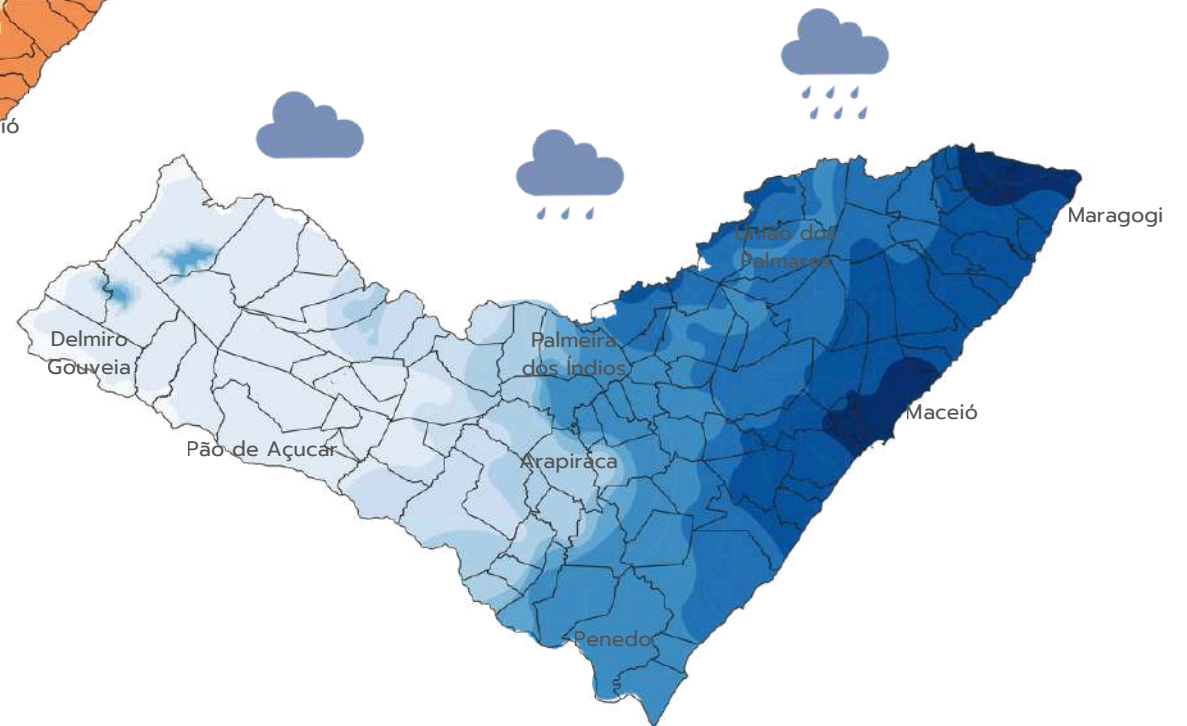 ió
Maragogi
União dos
Palmares
Delmiro
Gouveia
Palmeira
dos Índios
Maceió
Pão de Açucar
Arapiraca
Penedo